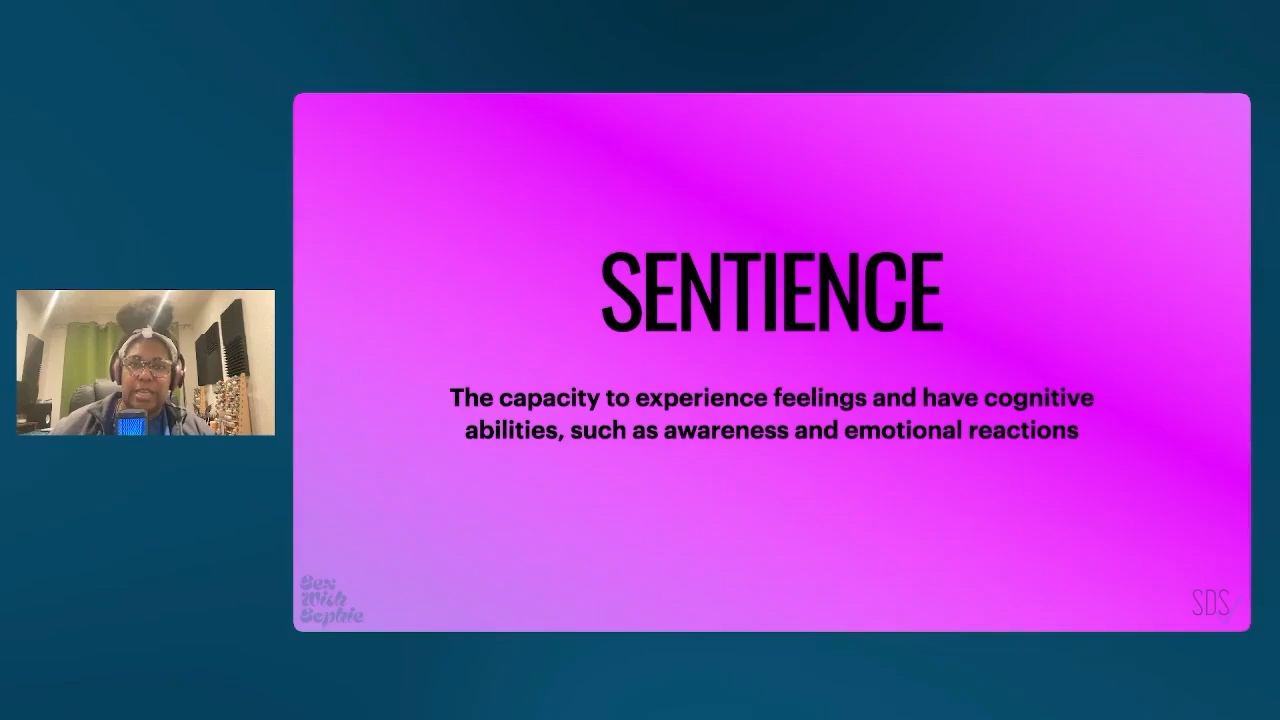 SENTIENCE
The capacity to experience feelings and have cognitive
abilities, such as awareness and emotional reactions
Sex
With
Sophie
SDS